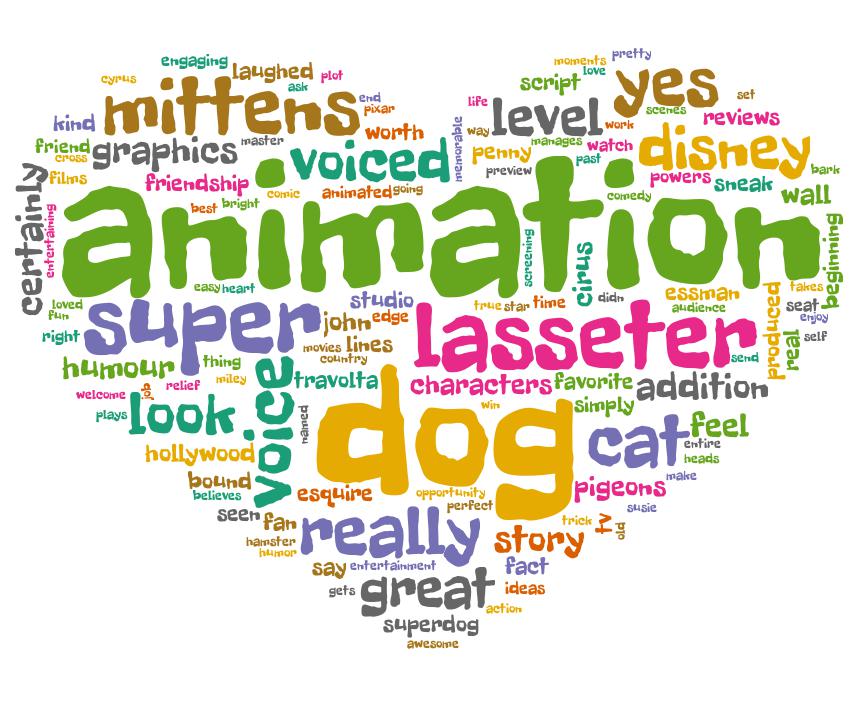 engaging
laughed
cyrus
plot
ask
mittens
end
pixar
kind
worth
friend
graphics
master
cross
voiced
memorable
films
friendship
comic
animated
going
best
bright
certainly
entertaining
moments
pretty
love
script
yes
set
life
level
scenes
way
work
reviews
manages
watch
disney
penny
past
preview
powers
sneak
bark
comedy
wall
animation
screening
cirus
beginning
easy
heart
loved
fun
super
studio
true
star
time
didn
essman
audience
produced
takes
seat
enjoy
right
john
edge
movies
lines
country
lasseter
send
real
self
humour
thing
miley
relief
welcome
travolta
characters
favorite
addition
plays
look
voice
named
dog
win
simply
cat
feel
entire
heads
hollywood
bound
believes
esquire
opportunity
perfect
pigeons
make
susie
seen
fan
hamster
humor
really
story
trick
tv
old
say
entertainment
fact
gets
great
ideas
action
superdog
awesome